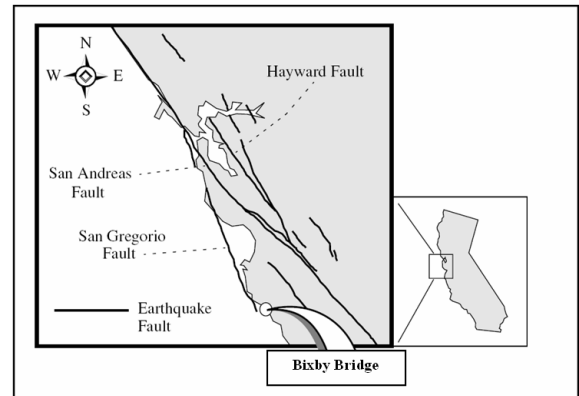 N
W
E
S
Hayward Fault
San Andreas
Fault
San Gregorio
Fault
Earthquake
Fault
Bixby Bridge